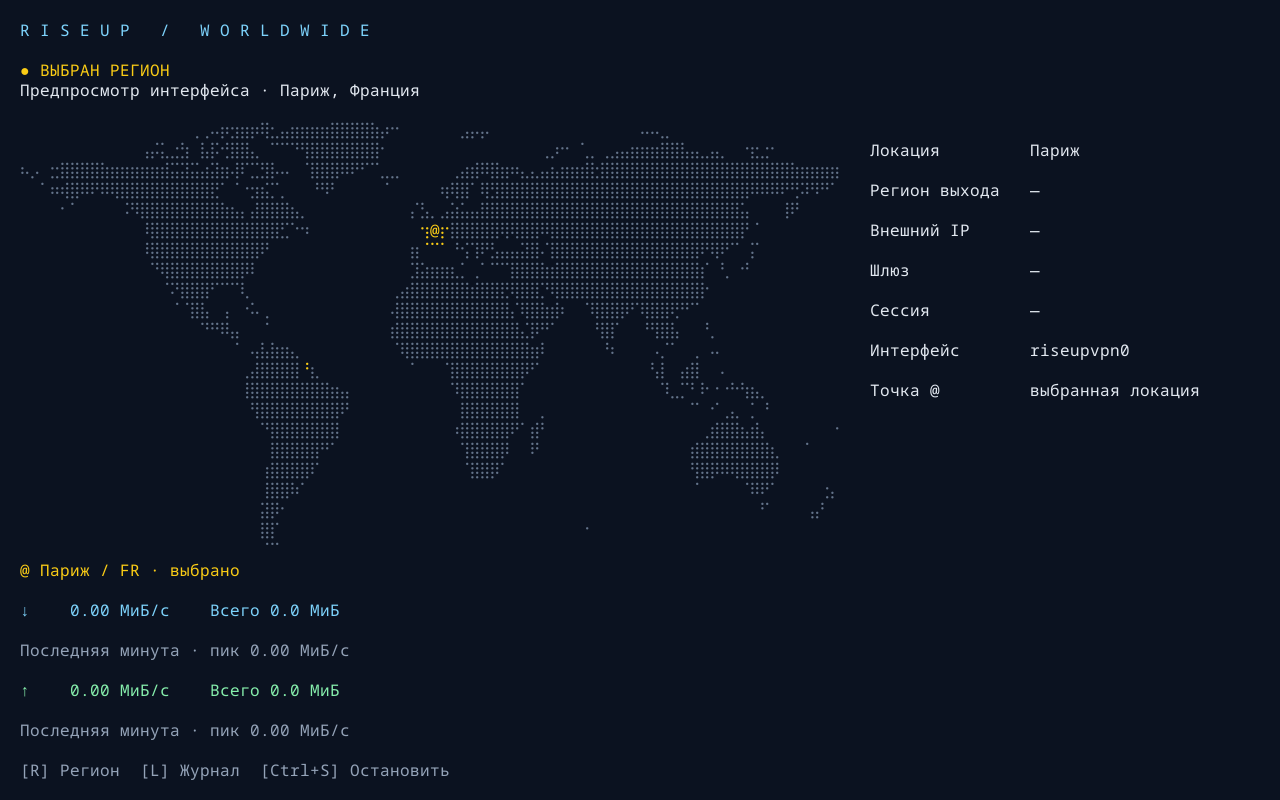 RISEUP / WORLDWIDE
● ВЫБРАН РЕГИОН
Предпросмотр интерфейса · Париж, Франция
Локация Париж
Регион выхода —
Внешний IP —
Шлюз —
Сессия —
Интерфейс riseupvpn0
Точка @ выбранная локация
@
@ Париж / FR · выбрано
↓ 0.00 МиБ/с Всего 0.0 МиБ
Последняя минута · пик 0.00 МиБ/с
↑ 0.00 МиБ/с Всего 0.0 МиБ
Последняя минута · пик 0.00 МиБ/с
[R] Регион [L] Журнал [Ctrl+S] Остановить